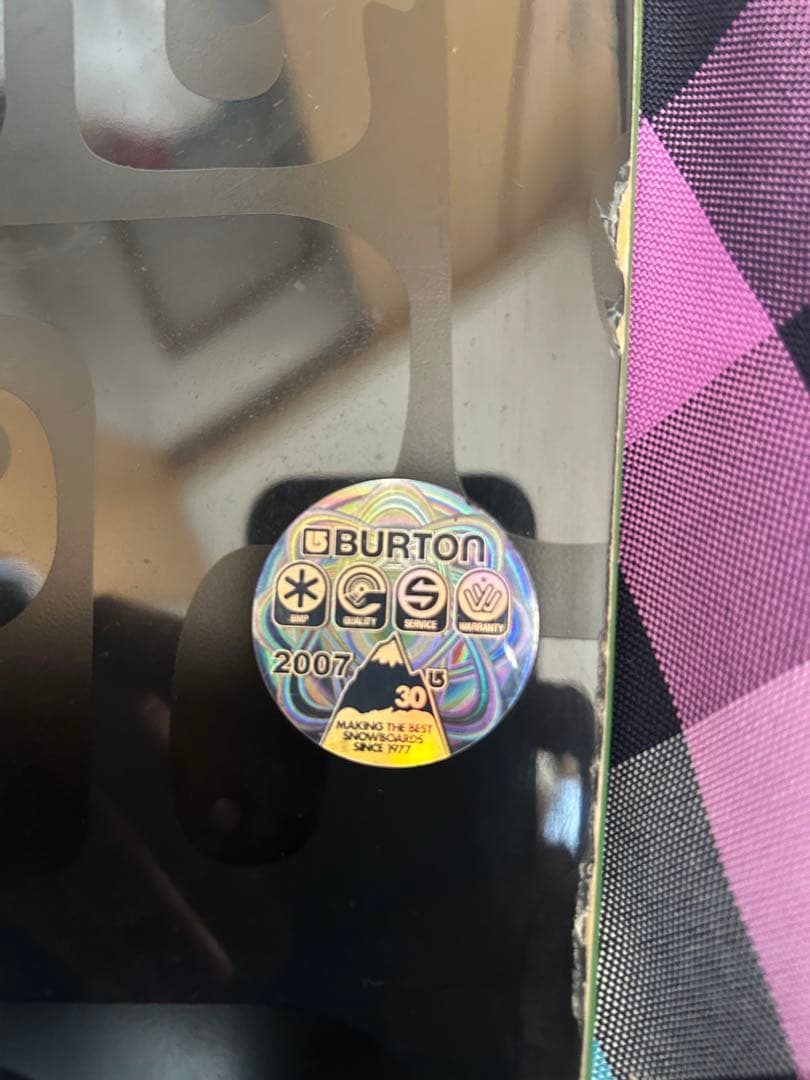 BURTON
BMP QUALITY SERVICE WARRANTY
2007
30
MAKING THE BEST
SNOWBOARDS
SINCE 1977